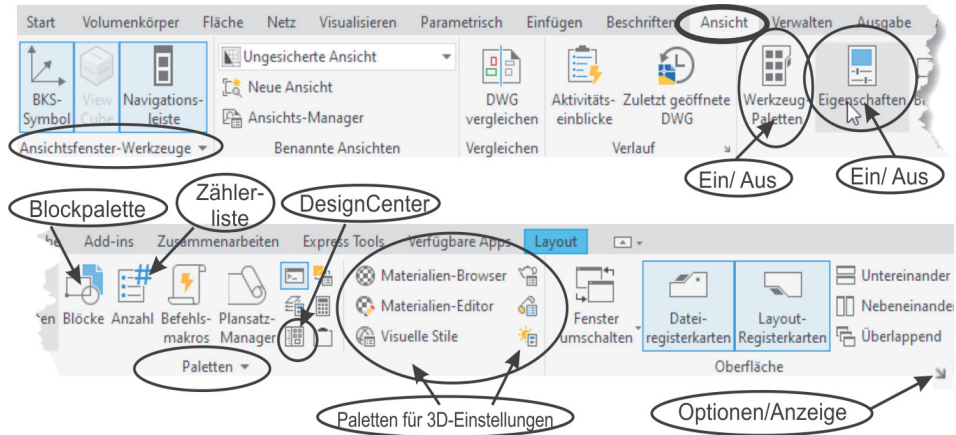 Start Volumenkörper Fläche Netz Visualisieren Parametrisch Einfügen Beschriften Ansicht Verwalten Ausgabe
BKS-Symbol
View Cube
Navigations-leiste
Ungesicherte Ansicht
Neue Ansicht
Ansichts-Manager
DWG vergleichen
Aktivitäts-einblicke
Zuletzt geöffnete DWG
Werkzeug-Paletten
Eigenschaften
Ansichtsfenster-Werkzeuge
Benannte Ansichten
Vergleichen
Verlauf
Ein/ Aus
Ein/ Aus
Blockpalette
Zähler-
liste
DesignCenter
Add-ins Zusammenarbeiten Express Tools Verfügbare Apps Layout
Blöcke
Anzahl
Befehls-
makros
Plansatz-
Manager
Materialien-Browser
Materialien-Editor
Visuelle Stile
Fenster
umschalten
Datei-
registerkarten
Layout-
Registerkarten
Untereinander
Nebeneinander
Überlappend
Paletten
Oberfläche
Paletten für 3D-Einstellungen
Optionen/Anzeige